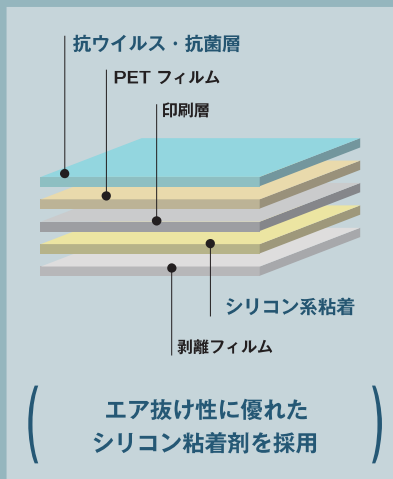 抗ウイルス・抗菌層
PET フィルム
印刷層
シリコン系粘着
剥離フィルム
エア抜け性に優れた
シリコン粘着剤を採用